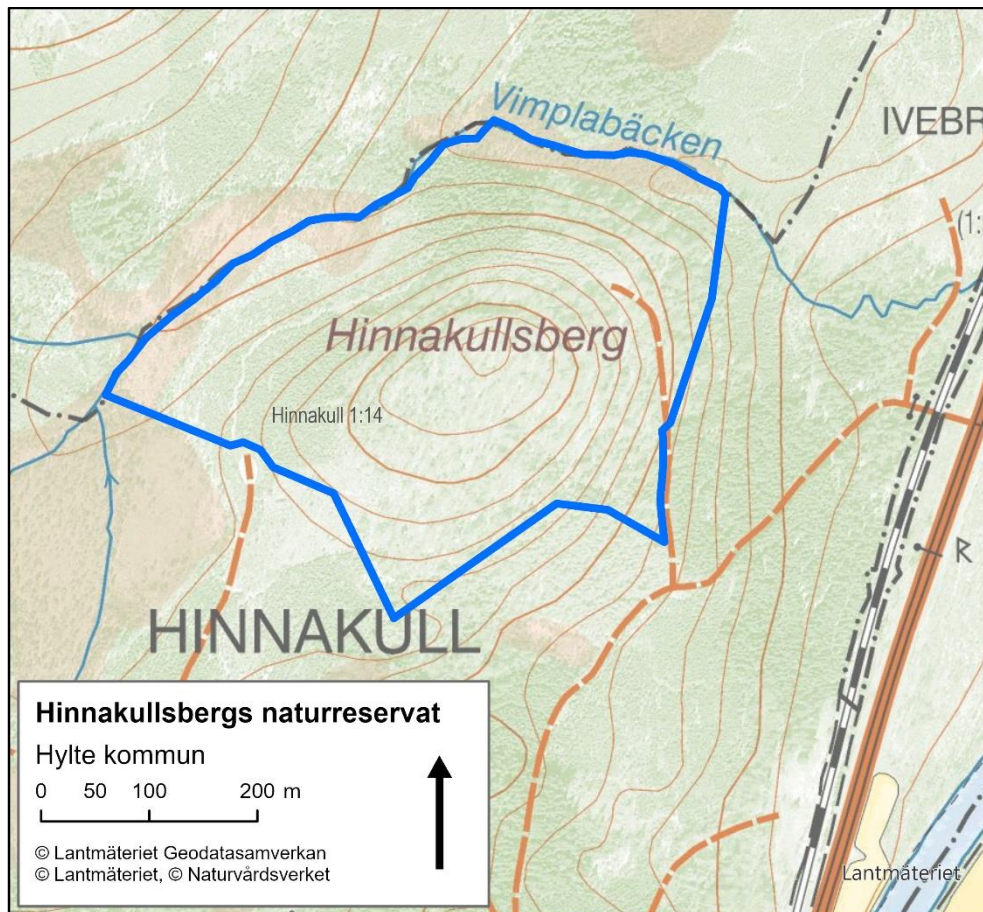 Vimplabäcken
IVEBR
(1:
Hinnakullsberg
Hinnakull 1:14
R
HINNAKULL
Hinnakullsbergs naturreservat
Hylte kommun
0 50 100 200 m
© Lantmäteriet Geodatasamverkan
© Lantmäteriet, © Naturvårdsverket
Lantmäteriet